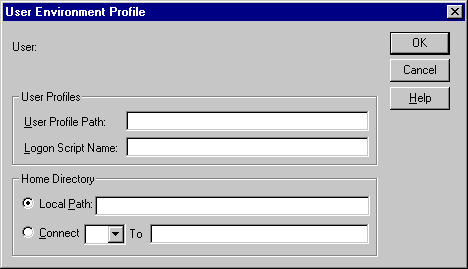 User Environment Profile
User:
OK
Cancel
Help
User Profiles
User Profile Path:
Logon Script Name:
Home Directory
Local Path:
Connect To